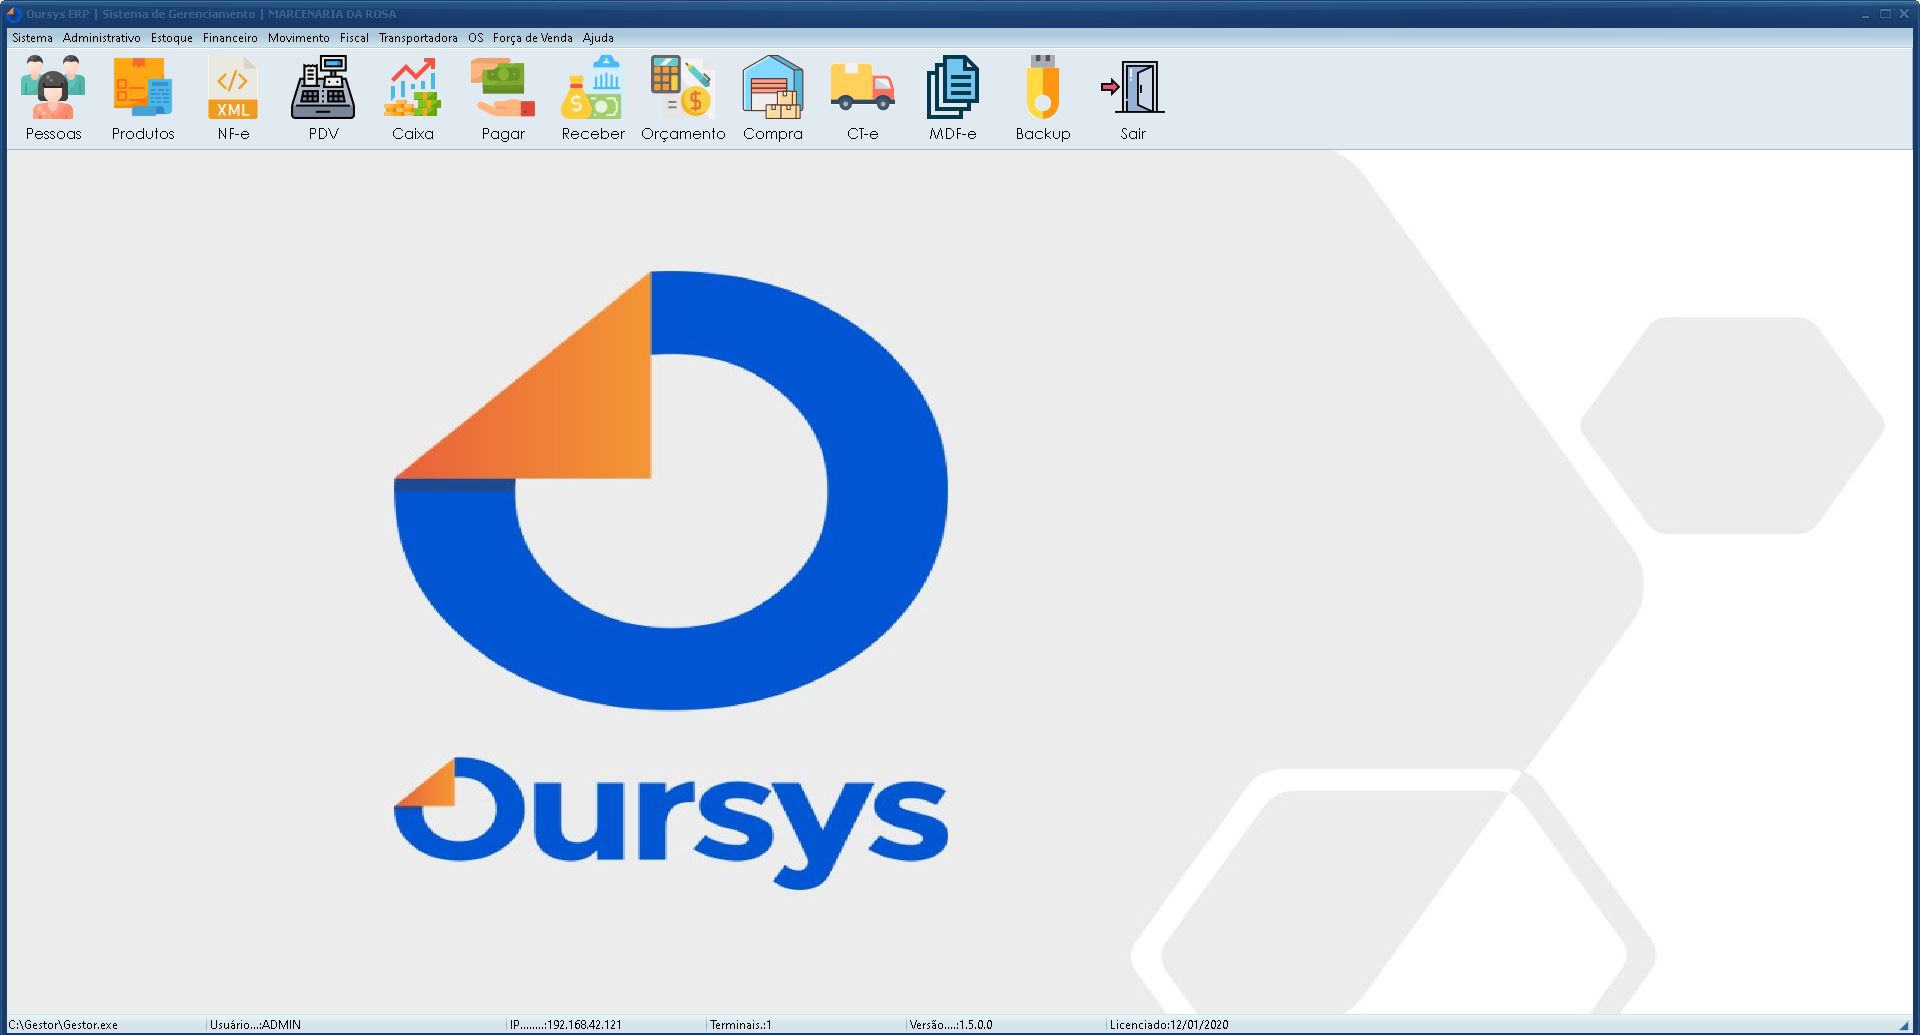 Oursys ERP | Sistema de Gerenciamento | MARCENARIA DA ROSA
Sistema Administrativo Estoque Financeiro Movimento Fiscal Transportadora OS Força de Venda Ajuda
XML
Pessoas Produtos NF-e PDV Caixa Pagar Receber Orçamento Compra CT-e MDF-e Backup Sair
Oursys
C:\Gestor\Gestor.exe Usuário...:ADMIN IP........:192.168.42.121 Terminais.:1 Versão....:1.5.0.0 Licenciado:12/01/2020